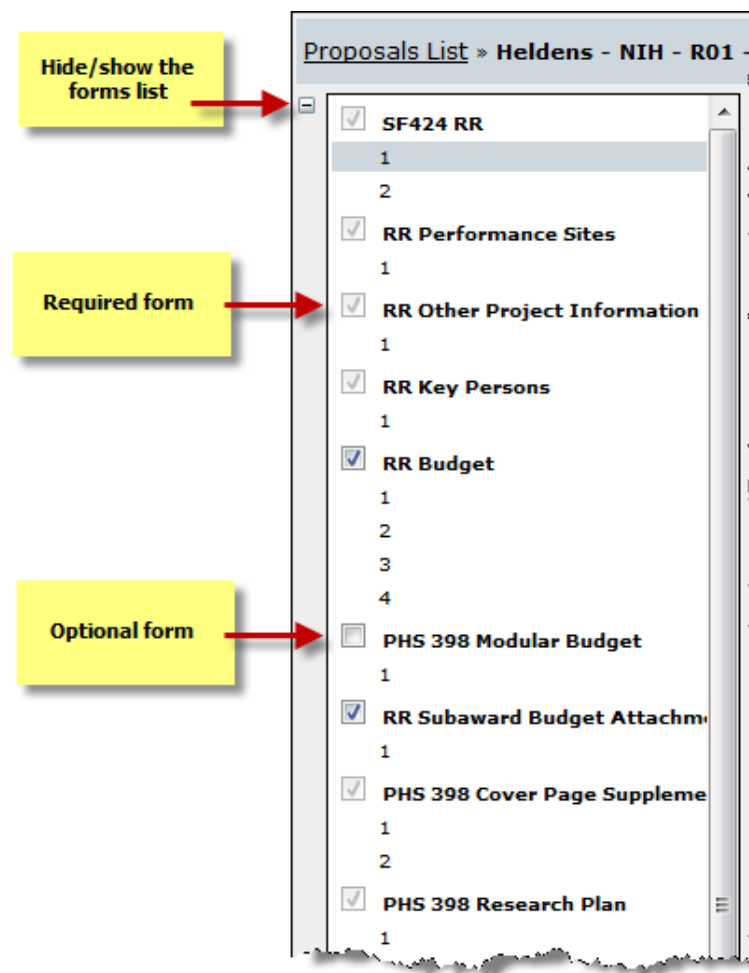 Proposals List » Heldens - NIH - R01 -
Hide/show the
forms list
SF424 RR
1
2
RR Performance Sites
1
Required form
RR Other Project Information
1
RR Key Persons
1
RR Budget
1
2
3
4
Optional form
PHS 398 Modular Budget
1
RR Subaward Budget Attachm
1
PHS 398 Cover Page Suppleme
1
2
PHS 398 Research Plan
1